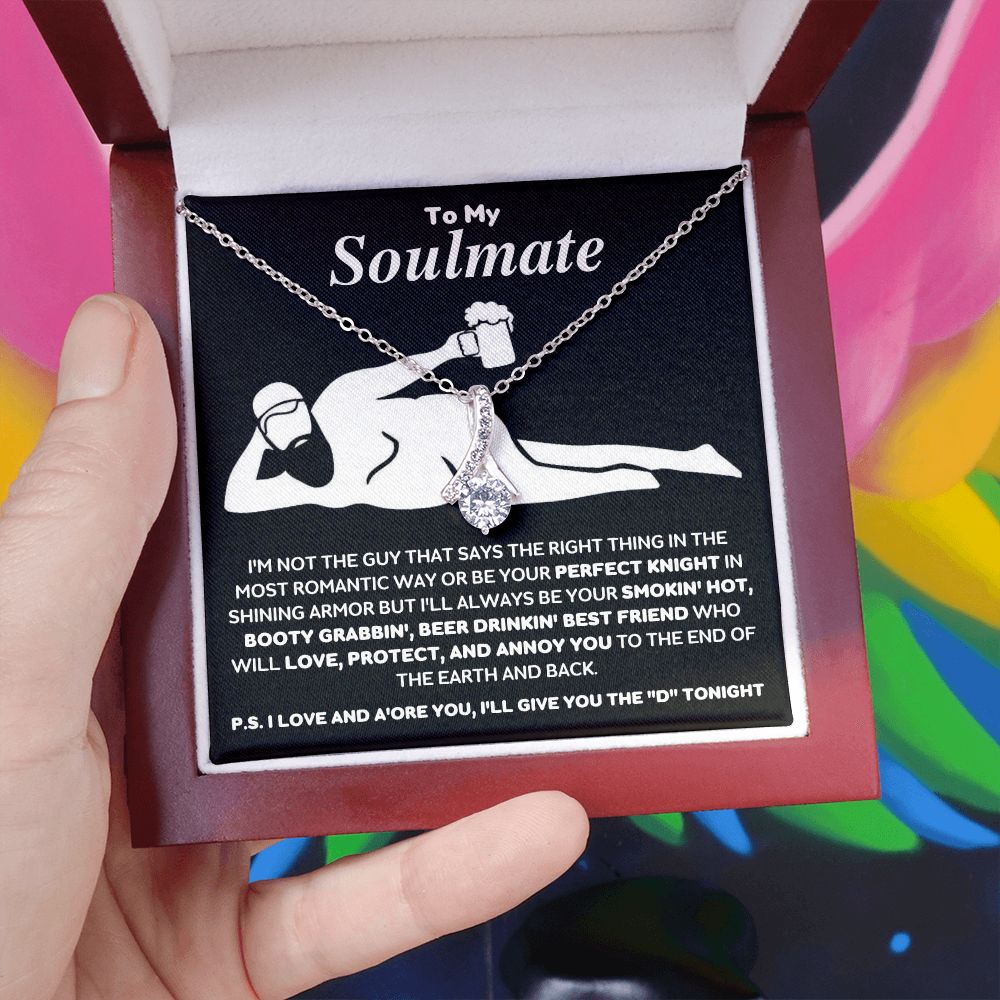 To My
Soulmate
I'M NOT THE GUY THAT SAYS THE RIGHT THING IN THE
MOST ROMANTIC WAY OR BE YOUR PERFECT KNIGHT IN
SHINING ARMOR BUT I'LL ALWAYS BE YOUR SMOKIN' HOT,
BOOTY GRABBIN', BEER DRINKIN' BEST FRIEND WHO
WILL LOVE, PROTECT, AND ANNOY YOU TO THE END OF
THE EARTH AND BACK.
P.S. I LOVE AND A'ORE YOU, I'LL GIVE YOU THE "D" TONIGHT